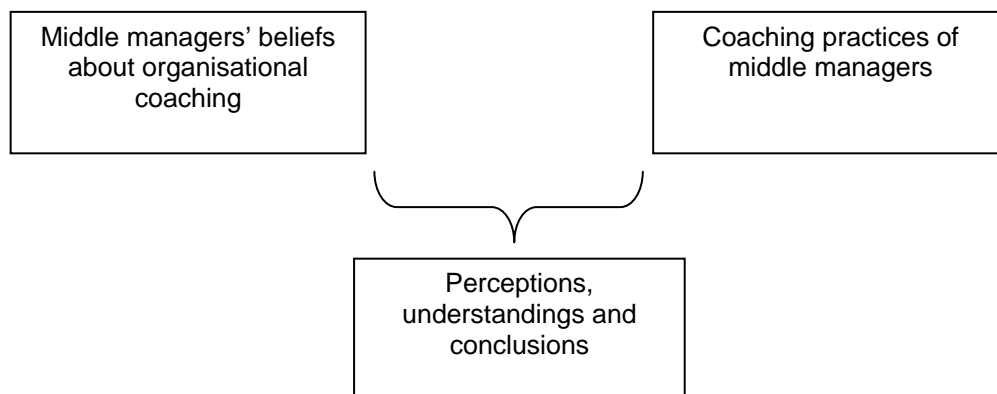 Middle managers’ beliefs
about organisational
coaching
Coaching practices of
middle managers
Perceptions,
understandings and
conclusions